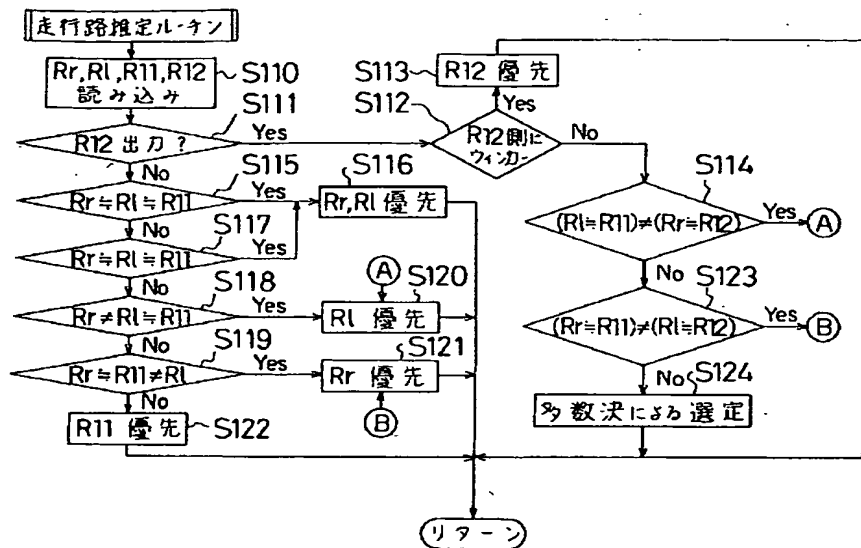 走行路推定ルーチン
Rr,Rl,R11,R12
読み込み
S110
R12 出力?
S111
Yes
No
Rr≒Rl≒R11
S115
Yes
No
Rr≒Rl≒R11
S117
Yes
No
Rr≠Rl≒R11
S118
Yes
No
Rr≒R11≠Rl
S119
Yes
No
R11 優先
S122
S116
Rr,Rl 優先
A
S120
Rl 優先
S121
Rr 優先
B
S113
R12 優先
S112
Yes
R12側に
ウィンカー
No
S114
(Rl≒R11)≠(Rr≒R12)
Yes
A
No
S123
(Rr≒R11)≠(Rl≒R12)
Yes
B
No
S124
多数決による選定
リターン